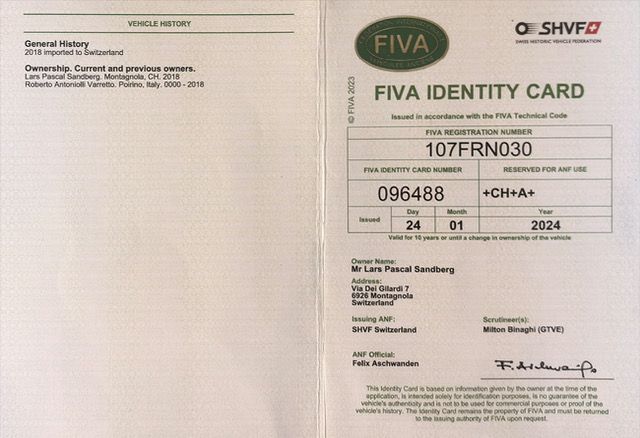 VEHICLE HISTORY
General History
2018 imported to Switzerland
Ownership. Current and previous owners.
Lars Pascal Sandberg. Montagnola, CH. 2018
Roberto Antoniolli Varretto. Poirino, Italy. 0000 - 2018
FIVA
SHVF
SWISS HISTORIC VEHICLE FEDERATION
© FIVA 2023
FIVA IDENTITY CARD
Issued in accordance with the FIVA Technical Code
FIVA REGISTRATION NUMBER
107FRN030
FIVA IDENTITY CARD NUMBER
RESERVED FOR ANF USE
096488
+CH+A+
Issued
Day
Month
Year
24
01
2024
Valid for 10 years or until a change in ownership of the vehicle
Owner Name:
Mr Lars Pascal Sandberg
Address:
Via Dei Gilardi 7
6926 Montagnola
Switzerland
Issuing ANF:
Scrutineer(s):
SHVF Switzerland
Milton Binaghi (GTVE)
ANF Official:
Felix Aschwanden
This Identity Card is based on information given by the owner at the time of the
application, is intended solely for identification purposes, is no guarantee of the
vehicle's authenticity and is not to be used for commercial purposes or proof of the
vehicle's history. The Identity Card remains the property of FIVA and must be returned
to the issuing authority of FIVA upon request.